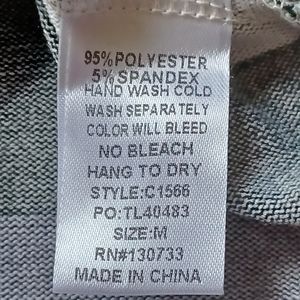 95% POLYESTER
5% SPANDEX
HAND WASH COLD
WASH SEPARATELY
COLOR WILL BLEED
NO BLEACH
HANG TO DRY
STYLE:C1566
PO:TL40483
SIZE:M
RN#130733
MADE IN CHINA